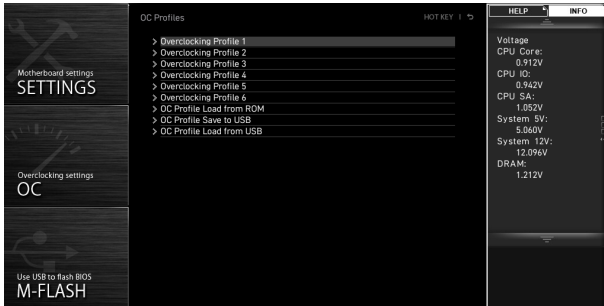 OC Profiles
HOT KEY |
HELP
INFO
> Overclocking Profile 1
> Overclocking Profile 2
> Overclocking Profile 3
> Overclocking Profile 4
> Overclocking Profile 5
> Overclocking Profile 6
> OC Profile Load from ROM
> OC Profile Save to USB
> OC Profile Load from USB
Motherboard settings
SETTINGS
Overclocking settings
OC
Use USB to flash BIOS
M-FLASH
Voltage
CPU Core:
0.912V
CPU IO:
0.942V
CPU SA:
1.052V
System 5V:
5.060V
System 12V:
12.096V
DRAM:
1.212V